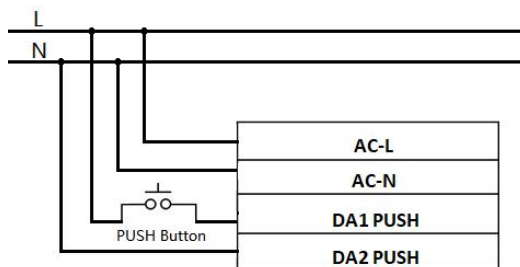 L
N
AC-L
AC-N
DA1 PUSH
PUSH Button
DA2 PUSH